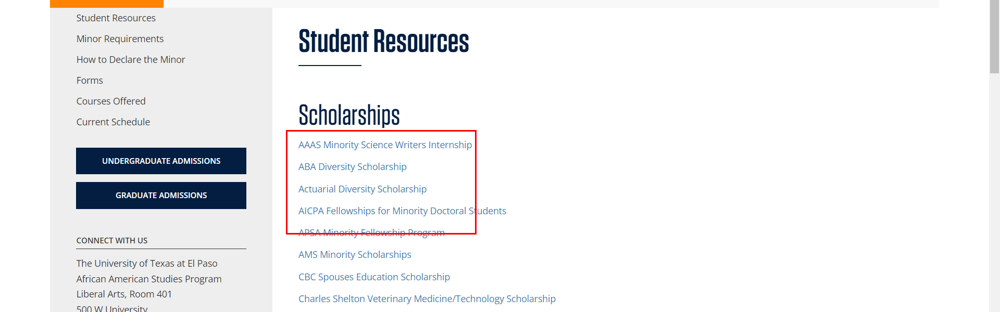 Student Resources
Minor Requirements
How to Declare the Minor
Forms
Courses Offered
Current Schedule
UNDERGRADUATE ADMISSIONS
GRADUATE ADMISSIONS
CONNECT WITH US
The University of Texas at El Paso
African American Studies Program
Liberal Arts, Room 401
500 W University
Student Resources
Scholarships
AAAS Minority Science Writers Internship
ABA Diversity Scholarship
Actuarial Diversity Scholarship
AICPA Fellowships for Minority Doctoral Students
APSA Minority Fellowship Program
AMS Minority Scholarships
CBC Spouses Education Scholarship
Charles Shelton Veterinary Medicine/Technology Scholarship